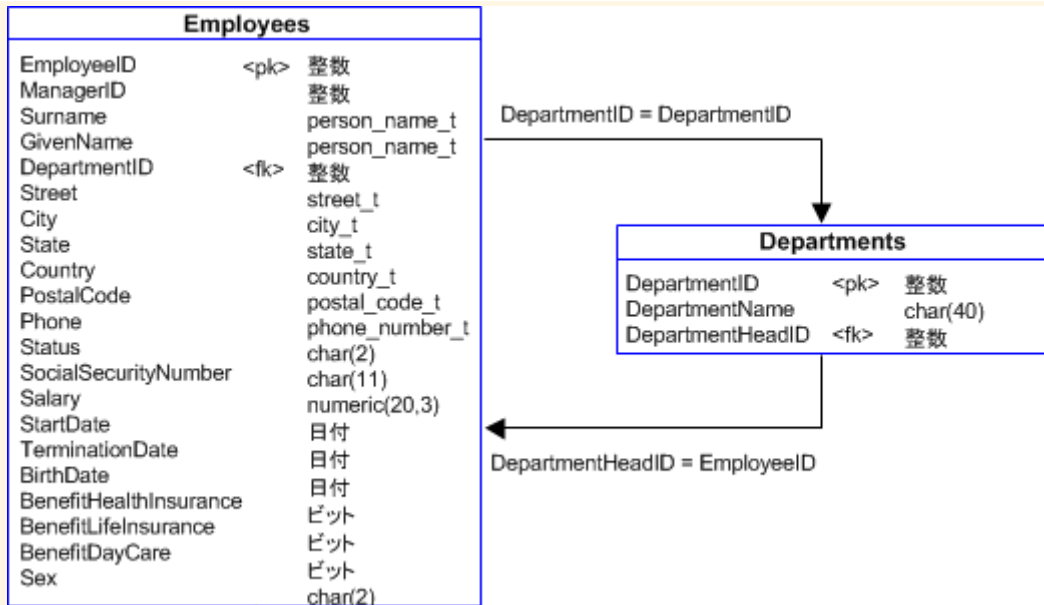 Employees
EmployeeID <pk> 整数
ManagerID 整数
Surname person_name_t
GivenName person_name_t
DepartmentID <fk> 整数
Street street_t
City city_t
State state_t
Country country_t
PostalCode postal_code_t
Phone phone_number_t
Status char(2)
SocialSecurityNumber char(11)
Salary numeric(20,3)
StartDate 日付
TerminationDate 日付
BirthDate 日付
BenefitHealthInsurance ビット
BenefitLifeInsurance ビット
BenefitDayCare ビット
Sex char(2)
DepartmentID = DepartmentID
Departments
DepartmentID <pk> 整数
DepartmentName char(40)
DepartmentHeadID <fk> 整数
DepartmentHeadID = EmployeeID